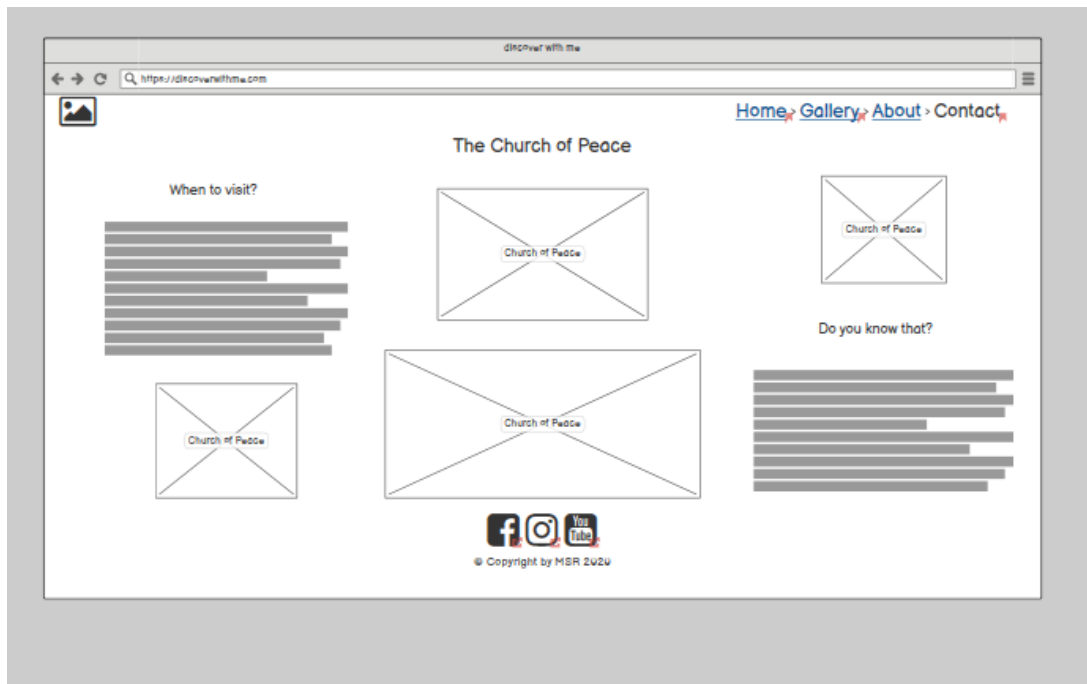 discover with me
https://discoverwithme.com
Home > Gallery > About > Contact
The Church of Peace
When to visit?
Church of Peace
Church of Peace
Do you know that?
Church of Peace
Church of Peace
You
Tube
© Copyright by MSR 2020